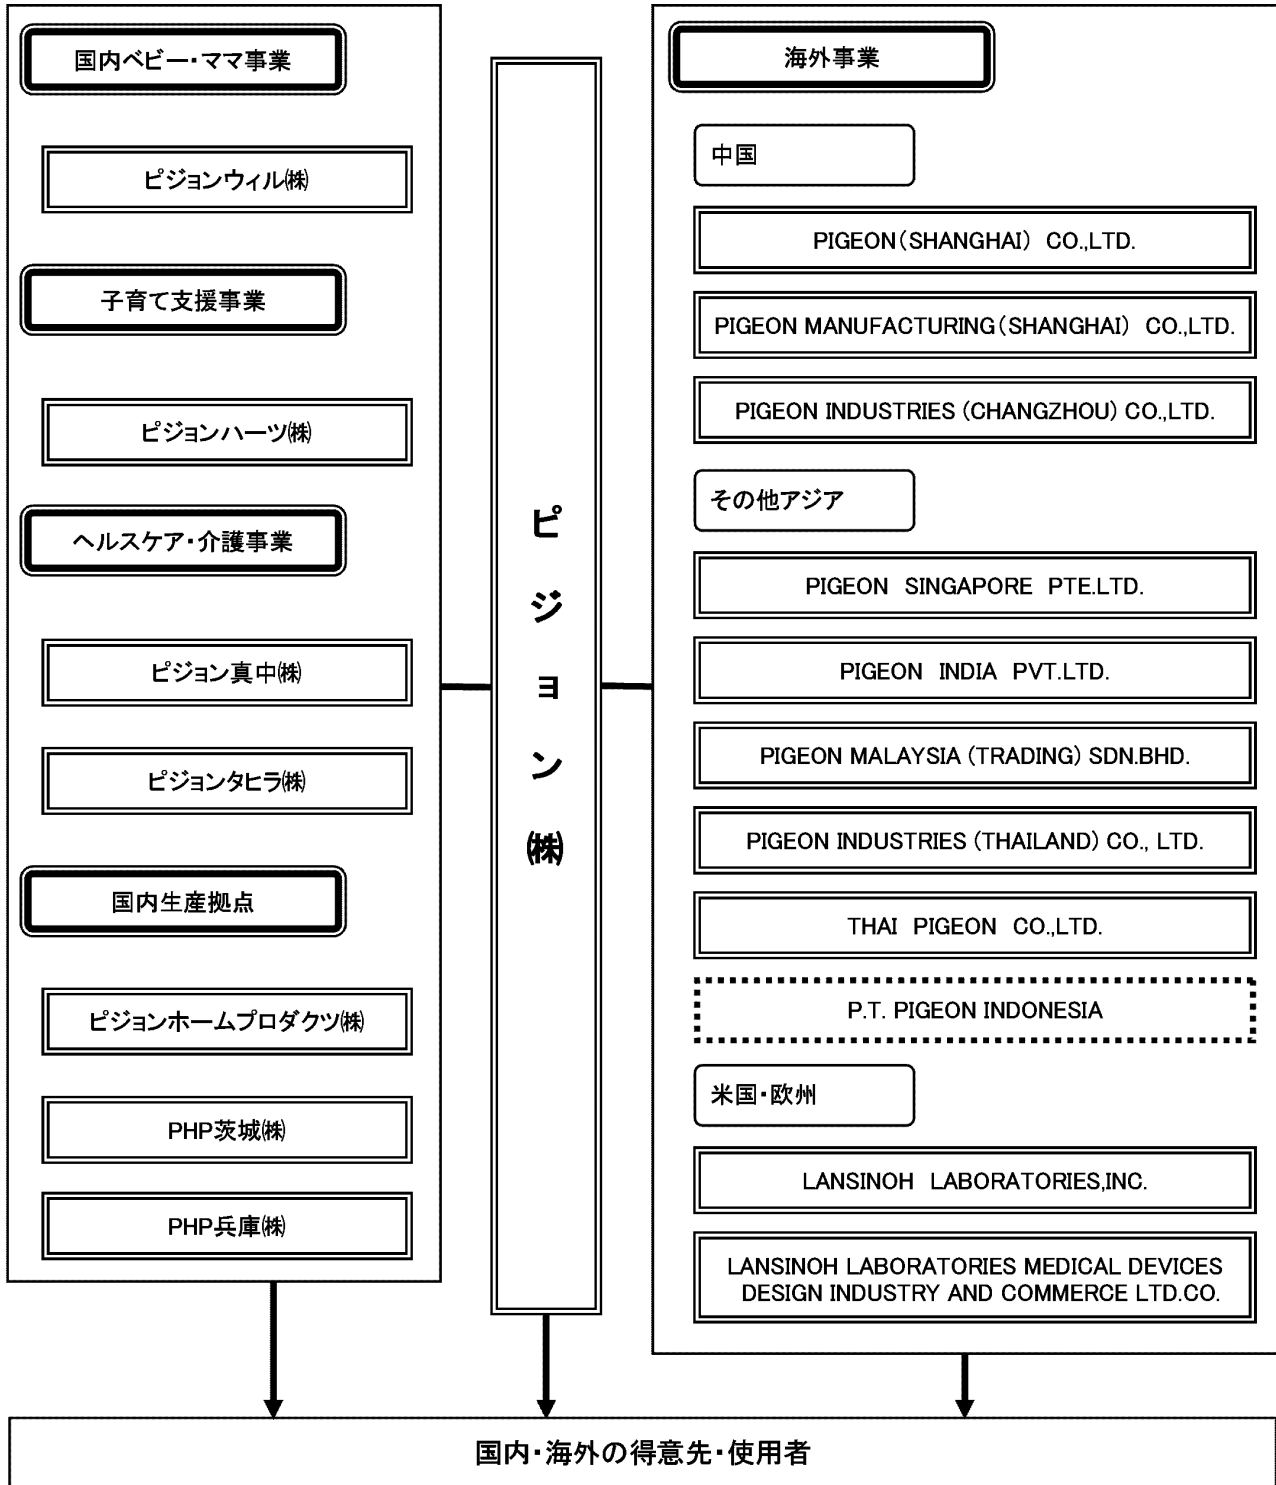 国内ベビー・ママ事業
ピジョンウィル㈱
子育て支援事業
ピジョンハーツ㈱
ヘルスケア・介護事業
ピジョン真中㈱
ピジョンタヒラ㈱
国内生産拠点
ピジョンホームプロダクツ㈱
PHP茨城㈱
PHP兵庫㈱
ピジョン㈱
海外事業
中国
PIGEON(SHANGHAI) CO.,LTD.
PIGEON MANUFACTURING(SHANGHAI) CO.,LTD.
PIGEON INDUSTRIES (CHANGZHOU) CO.,LTD.
その他アジア
PIGEON SINGAPORE PTE.LTD.
PIGEON INDIA PVT.LTD.
PIGEON MALAYSIA (TRADING) SDN.BHD.
PIGEON INDUSTRIES (THAILAND) CO., LTD.
THAI PIGEON CO.,LTD.
P.T. PIGEON INDONESIA
米国・欧州
LANSINOH LABORATORIES,INC.
LANSINOH LABORATORIES MEDICAL DEVICES
DESIGN INDUSTRY AND COMMERCE LTD.CO.
国内・海外の得意先・使用者